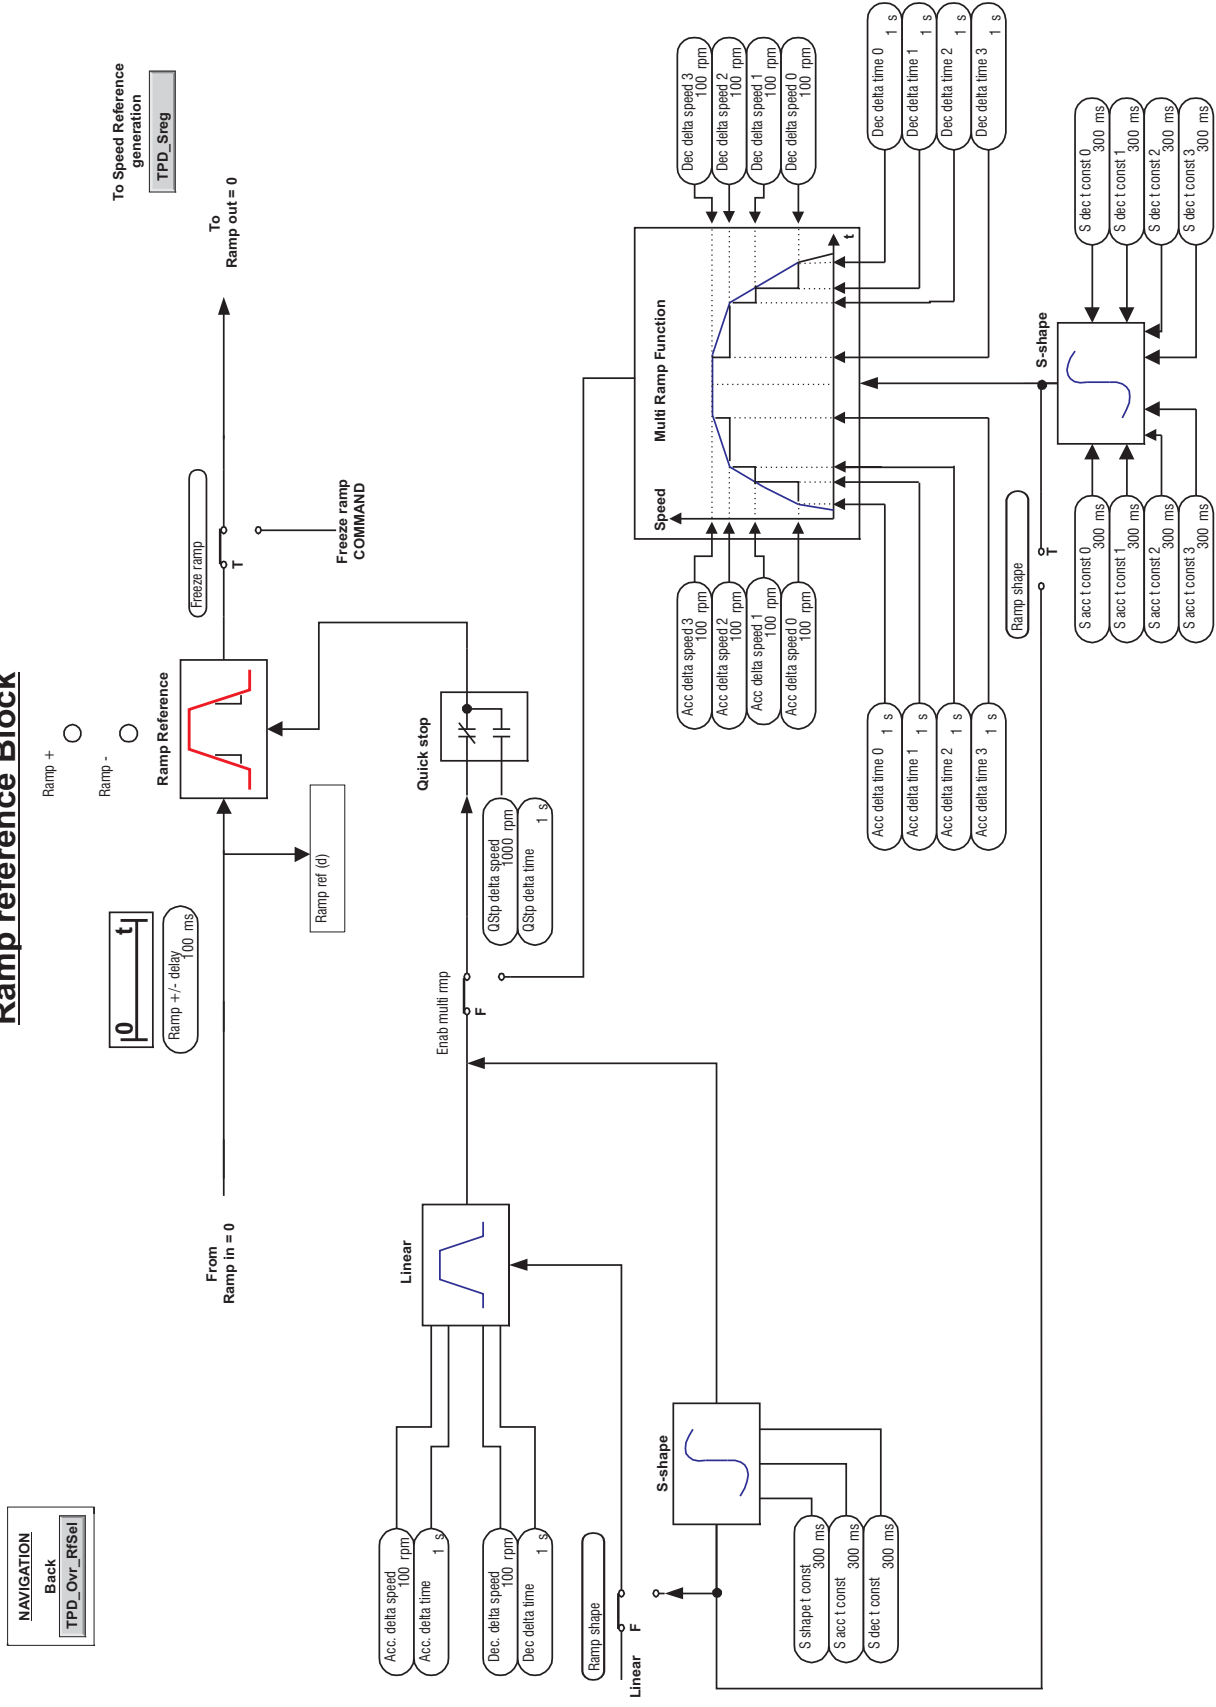 Ramp reference Block
NAVIGATION
Back
TPD_Ovr_RfSel
To Speed Reference
generation
TPD_Sreg
Ramp +
Ramp -
From
Ramp in = 0
0 t
Ramp +/- delay
100 ms
Ramp ref (d)
Ramp Reference
Freeze ramp
T
Freeze ramp
COMMAND
To
Ramp out = 0
Acc. delta speed
100 rpm
Acc. delta time
1 s
Dec. delta speed
100 rpm
Dec delta time
1 s
Linear
Enab multi rmp
F
QStp delta speed
1000 rpm
QStp delta time
1 s
Quick stop
Ramp shape
F
Linear
S-shape
S shape t const
300 ms
S acc t const
300 ms
S dec t const
300 ms
Acc delta speed 3
100 rpm
Acc delta speed 2
100 rpm
Acc delta speed 1
100 rpm
Acc delta speed 0
100 rpm
Speed
Multi Ramp Function
t
Dec delta speed 3
100 rpm
Dec delta speed 2
100 rpm
Dec delta speed 1
100 rpm
Dec delta speed 0
100 rpm
Acc delta time 0
1 s
Acc delta time 1
1 s
Acc delta time 2
1 s
Acc delta time 3
1 s
Dec delta time 0
1 s
Dec delta time 1
1 s
Dec delta time 2
1 s
Dec delta time 3
1 s
Ramp shape
T
S-shape
S acc t const 0
300 ms
S acc t const 1
300 ms
S acc t const 2
300 ms
S acc t const 3
300 ms
S dec t const 0
300 ms
S dec t const 1
300 ms
S dec t const 2
300 ms
S dec t const 3
300 ms